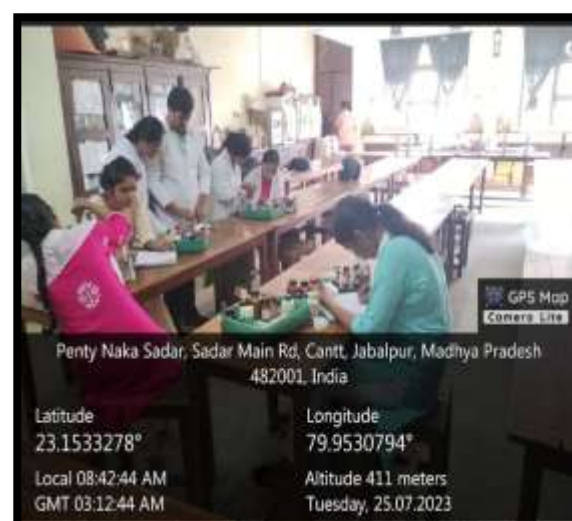 GPS Map
Camera Lite
Penty Naka Sadar, Sadar Main Rd, Cantt, Jabalpur, Madhya Pradesh
482001, India
Latitude
23.1533278°
Longitude
79.9530794°
Local 08:42:44 AM
GMT 03:12:44 AM
Altitude 411 meters
Tuesday, 25.07.2023